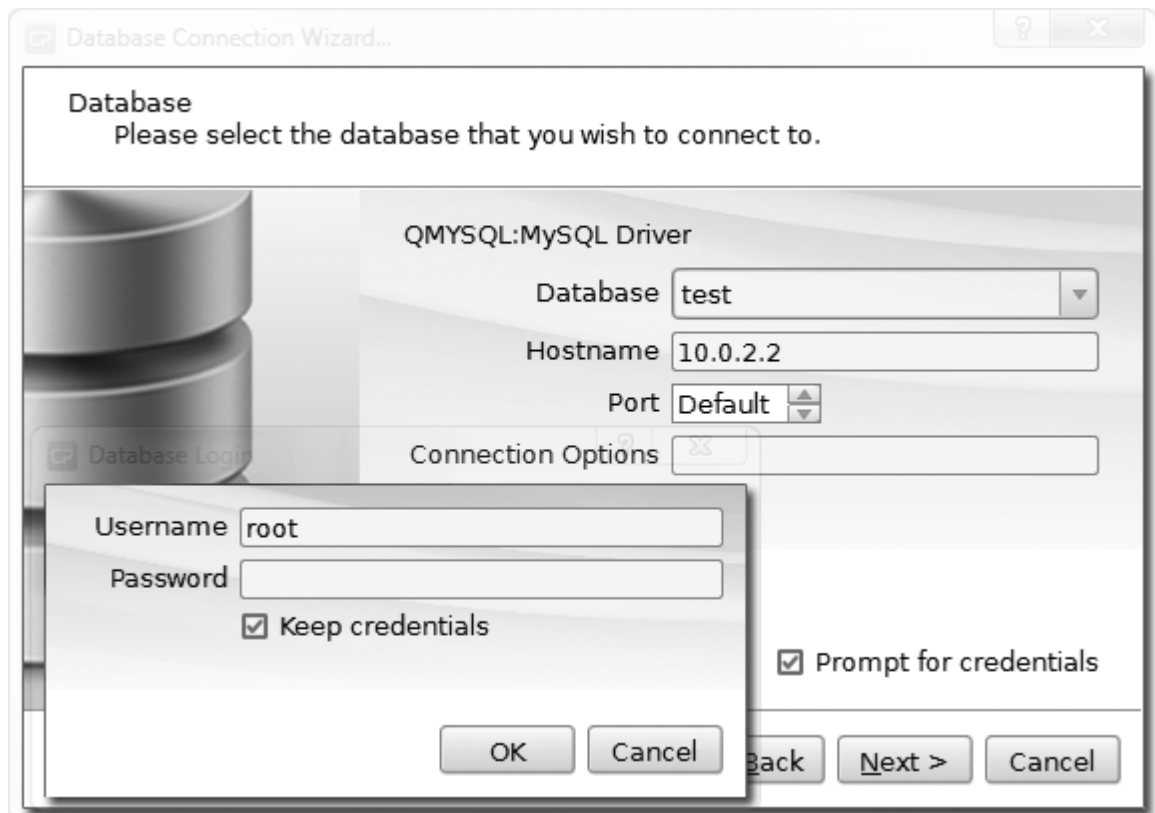 Database Connection Wizard...
Database
Please select the database that you wish to connect to.
QMYSQL:MySQL Driver
Database test
Hostname 10.0.2.2
Port Default
Connection Options
Database Login
Username root
Password
Keep credentials
Prompt for credentials
OK Cancel
Back Next > Cancel